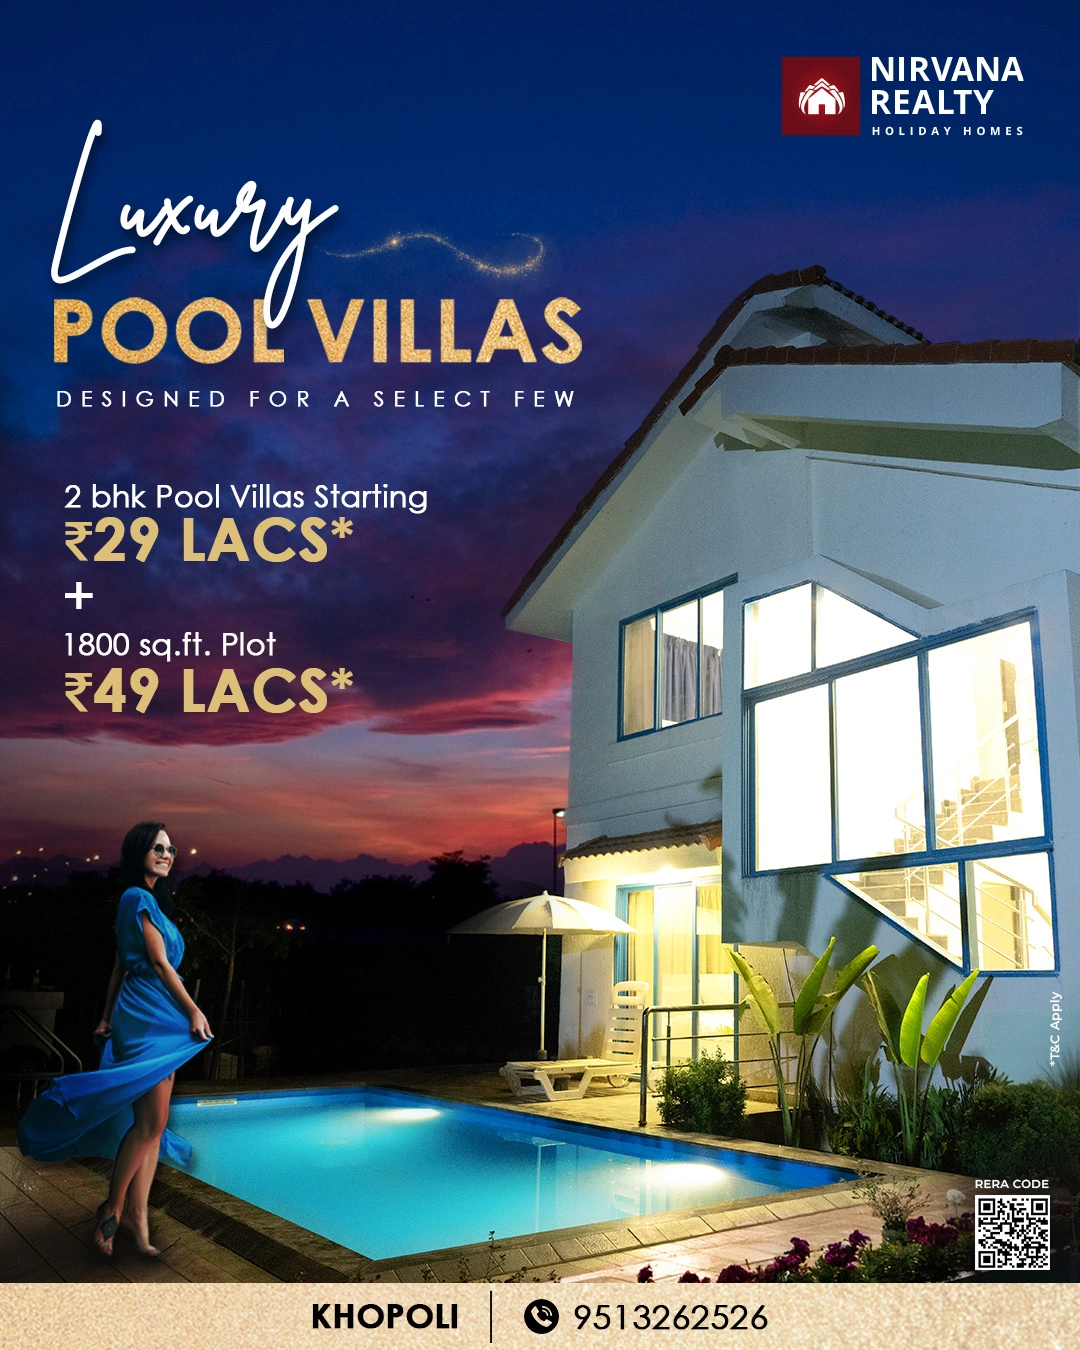 NIRVANA
REALTY
HOLIDAY HOMES
Luxury
POOL VILLAS
DESIGNED FOR A SELECT FEW
2 bhk Pool Villas Starting
₹29 LACS*
+
1800 sq.ft. Plot
₹49 LACS*
*T&C Apply
RERA CODE
KHOPOLI
9513262526